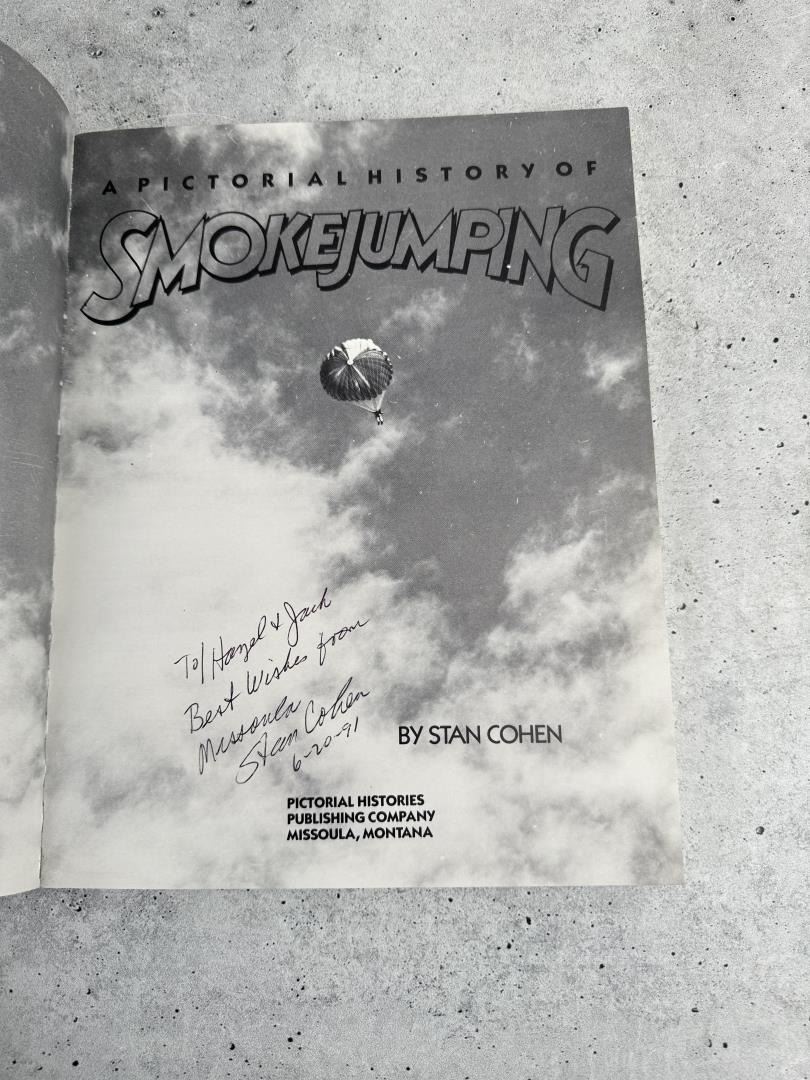 A PICTORIAL HISTORY OF
SMOKEJUMPING
To/ Hazel & Jack
Best Wishes from
Missoula
Stan Cohen
6-20-91
BY STAN COHEN
PICTORIAL HISTORIES
PUBLISHING COMPANY
MISSOULA, MONTANA